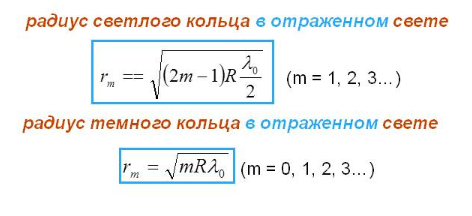 радиус светлого кольца в отраженном свете
r_m == √((2m−1)R λ₀/2) (m = 1, 2, 3…)
радиус темного кольца в отраженном свете
r_m = √(mRλ₀) (m = 0, 1, 2, 3…)